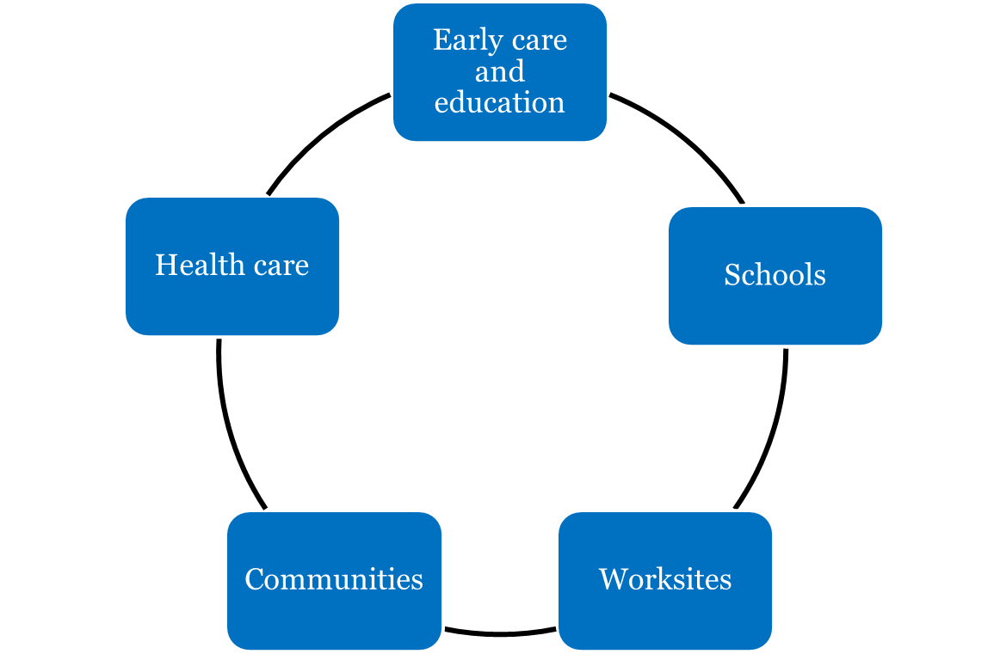 Early care
and
education
Health care
Schools
Communities
Worksites